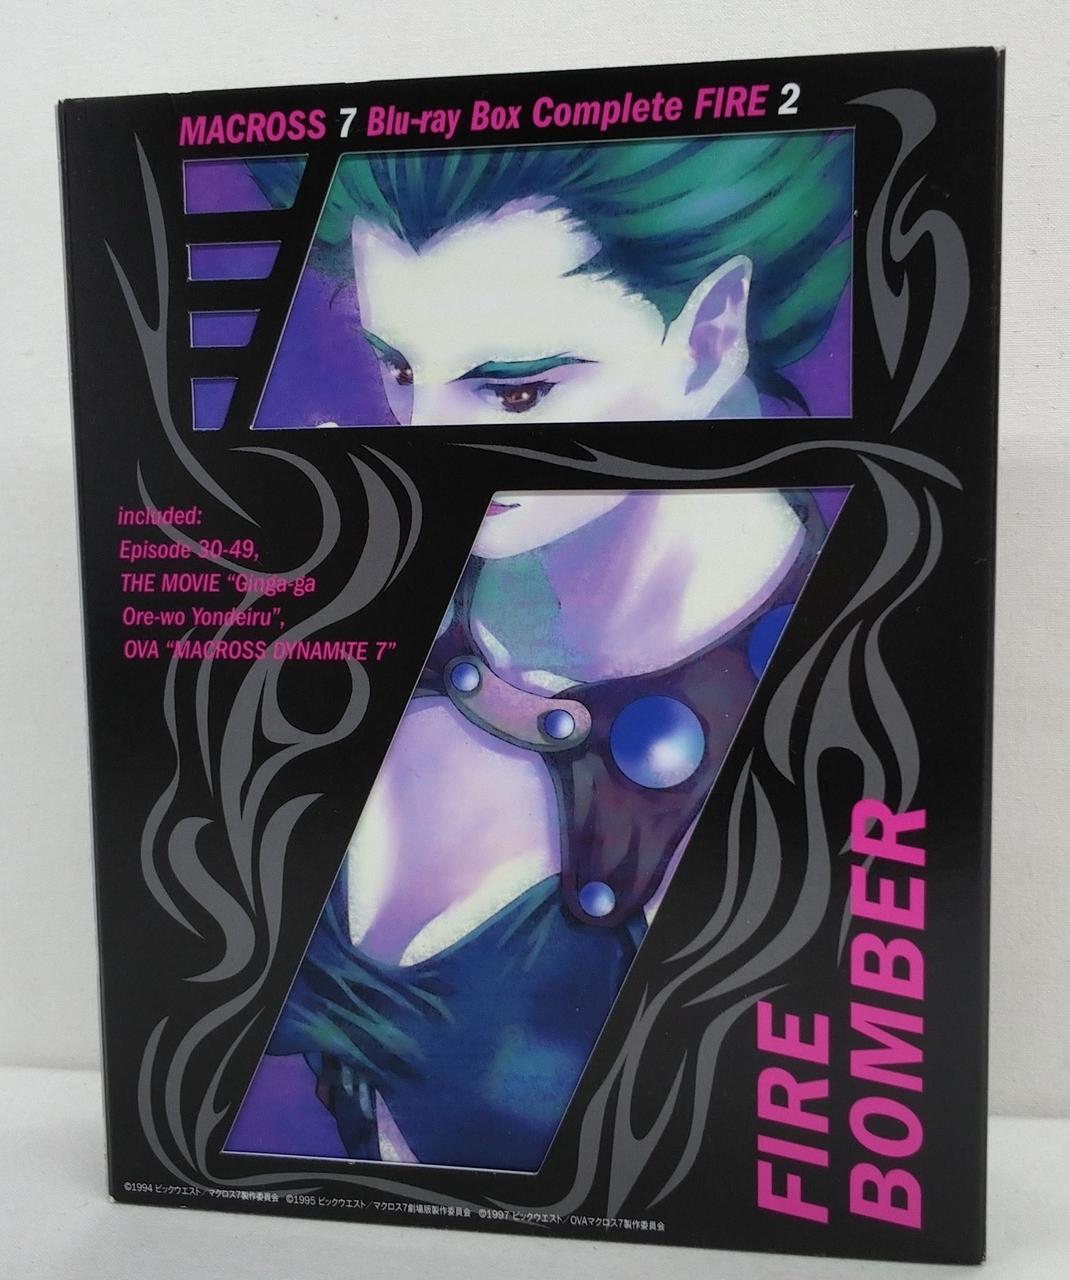 MACROSS 7 Blu-ray Box Complete FIRE 2
included:
Episode 30-49,
THE MOVIE “Ginga-ga
Ore-wo Yondeiru”,
OVA “MACROSS DYNAMITE 7”
FIRE
BOMBER
©1994 ビックウエスト／マクロス7製作委員会 ©1995 ビックウエスト／マクロス7劇場版製作委員会 ©1997 ビックウエスト／OVAマクロス7製作委員会